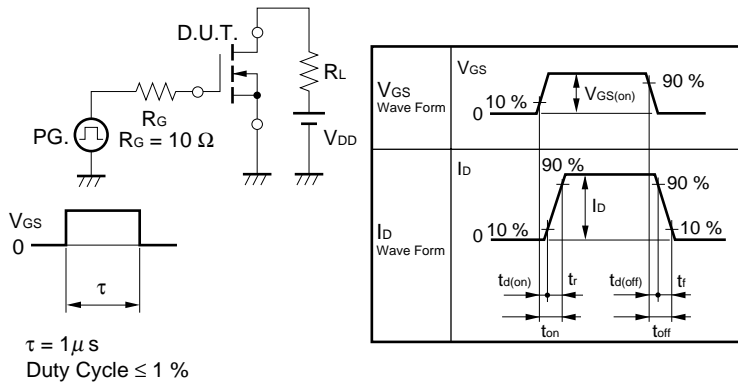 D.U.T.
RL
RG
PG.
RG = 10 Ω
VDD
VGS
0
τ
τ = 1μ s
Duty Cycle ≤ 1 %
VGS
Wave Form
VGS
10 %
0
VGS(on)
90 %
ID
Wave Form
ID
90 %
90 %
ID
0 10 %
10 %
td(on)
tr
td(off)
tf
ton
toff